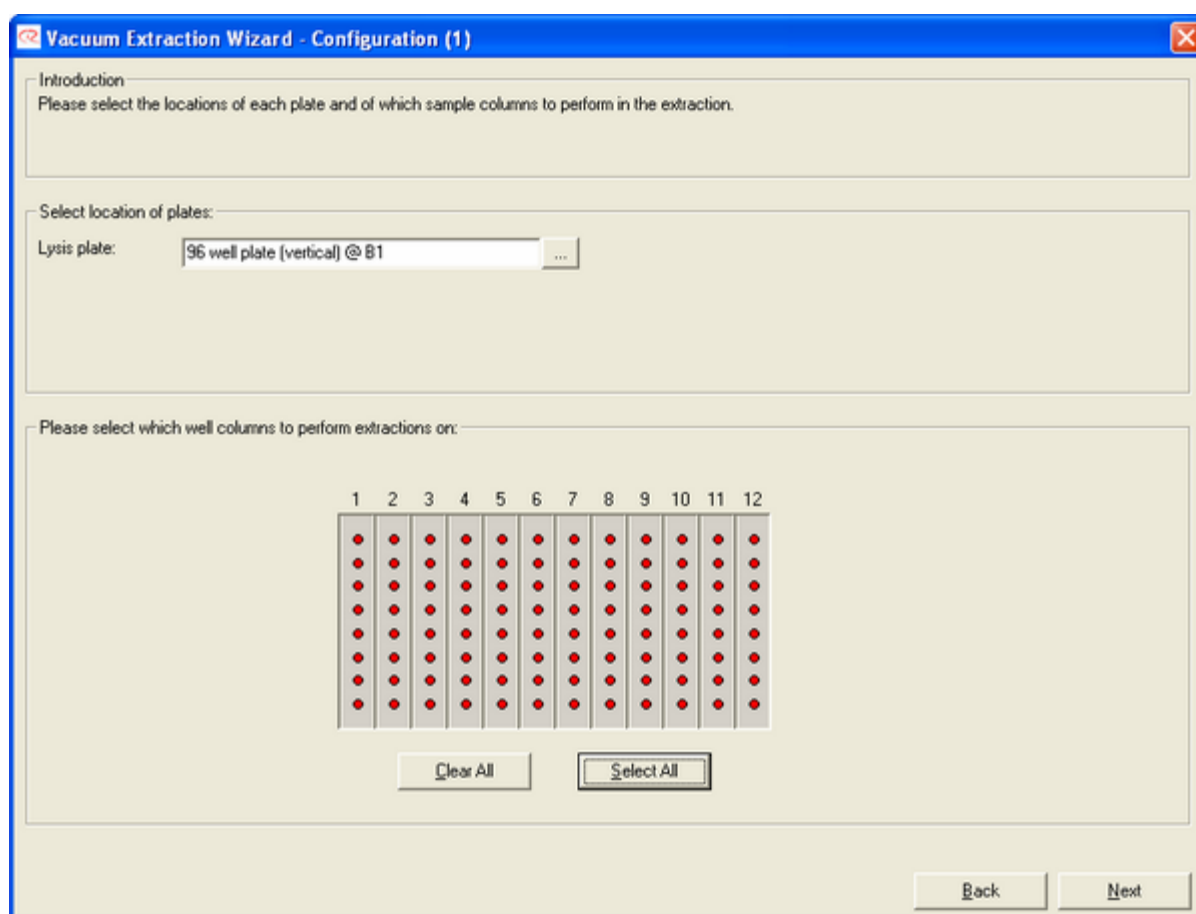 Vacuum Extraction Wizard - Configuration (1)
Introduction
Please select the locations of each plate and of which sample columns to perform in the extraction.
Select location of plates:
Lysis plate: 96 well plate (vertical) @ B1 ...
Please select which well columns to perform extractions on:
1 2 3 4 5 6 7 8 9 10 11 12
Clear All Select All
Back Next